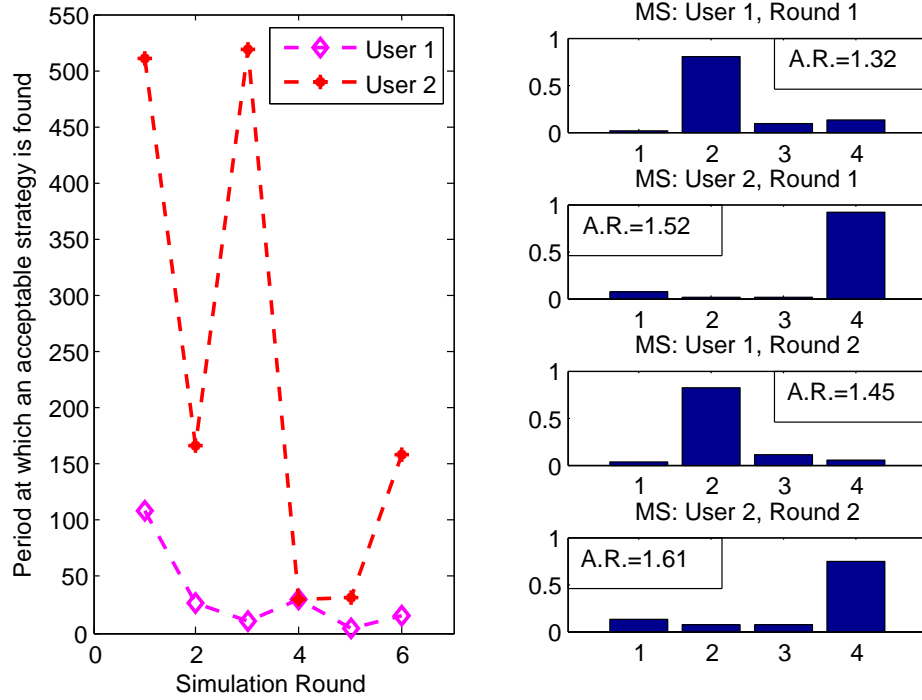 Period at which an acceptable strategy is found
550
500
450
400
350
300
250
200
150
100
50
0
0 2 4 6
Simulation Round
User 1
User 2
MS: User 1, Round 1
A.R.=1.32
1
0.5
0
1 2 3 4
MS: User 2, Round 1
A.R.=1.52
1
0.5
0
1 2 3 4
MS: User 1, Round 2
A.R.=1.45
1
0.5
0
1 2 3 4
MS: User 2, Round 2
A.R.=1.61
1
0.5
0
1 2 3 4